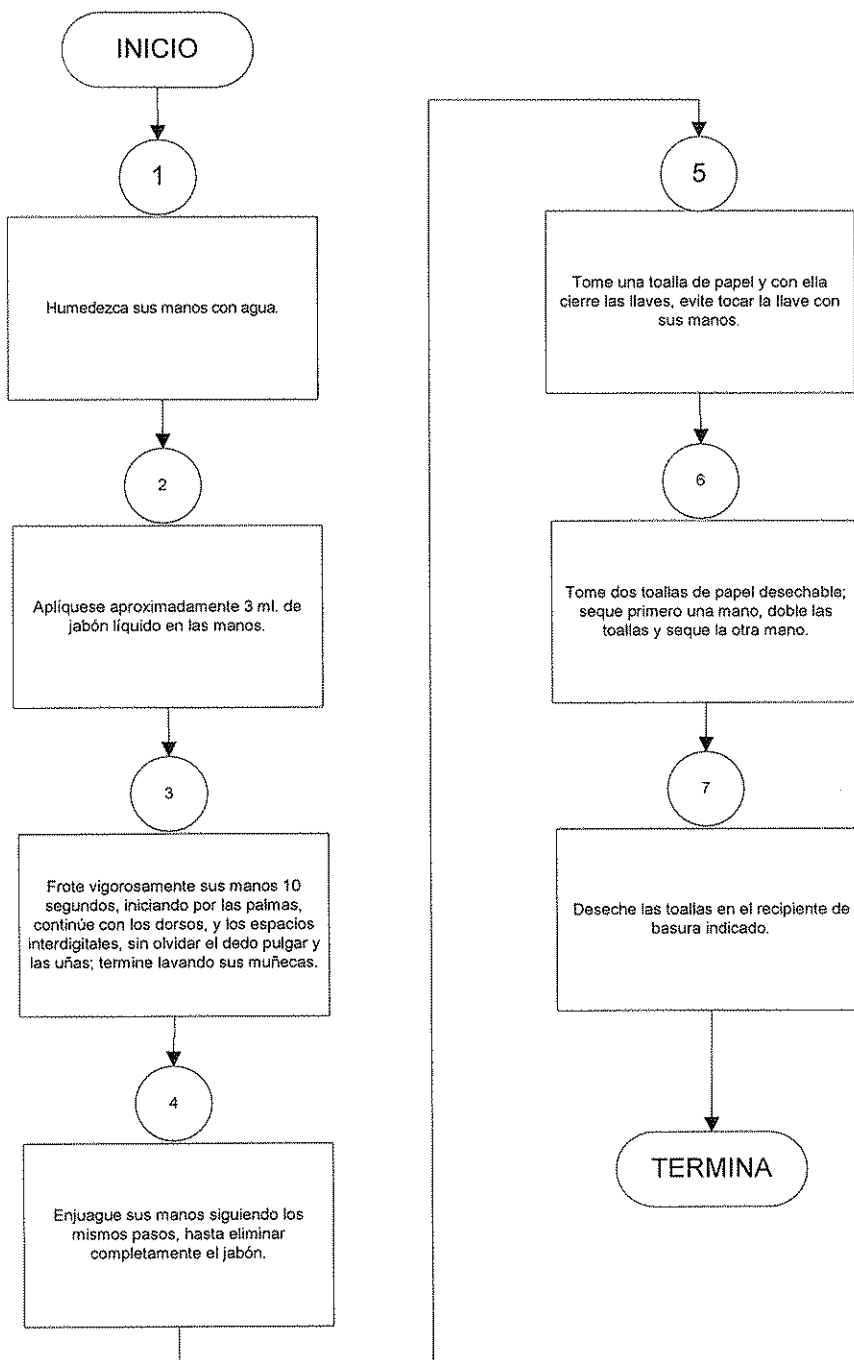 INICIO
1
Humedezca sus manos con agua.
2
Aplíquese aproximadamente 3 ml. de
jabón líquido en las manos.
3
Frote vigorosamente sus manos 10
segundos, iniciando por las palmas,
continúe con los dorsos, y los espacios
interdigitales, sin olvidar el dedo pulgar y
las uñas; termine lavando sus muñecas.
4
Enjuague sus manos siguiendo los
mismos pasos, hasta eliminar
completamente el jabón.
5
Tome una toalla de papel y con ella
cierre las llaves, evite tocar la llave con
sus manos.
6
Tome dos toallas de papel desechable;
seque primero una mano, doble las
toallas y seque la otra mano.
7
Deseche las toallas en el recipiente de
basura indicado.
TERMINA